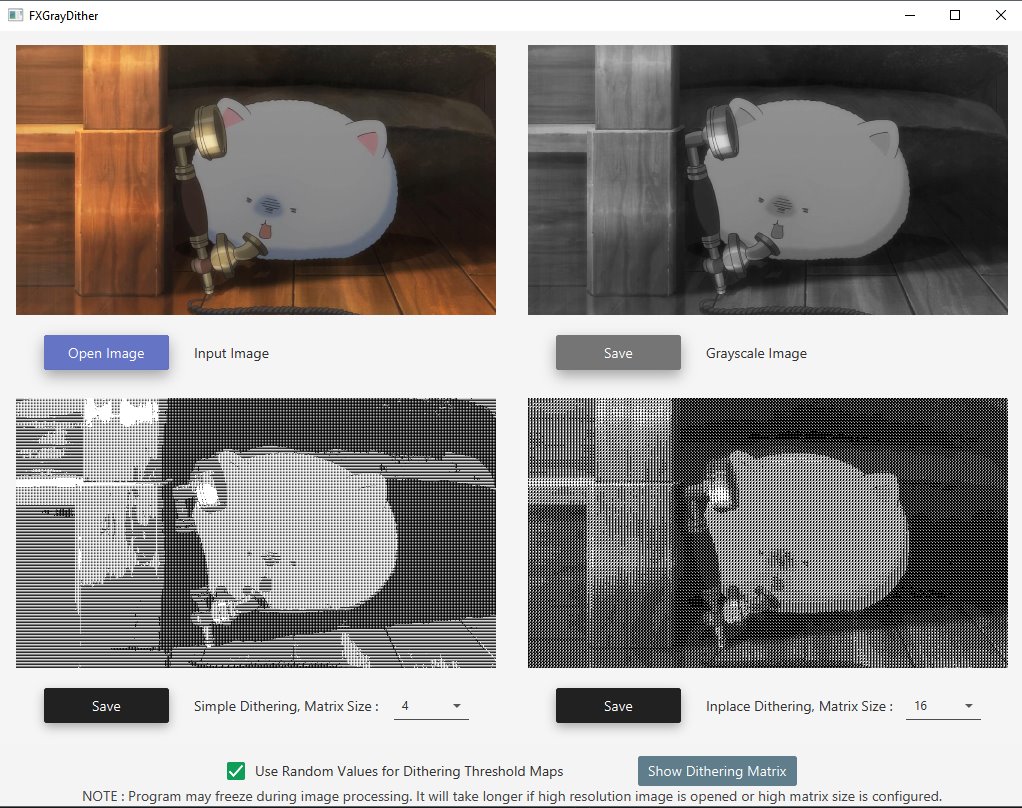 FXGrayDither
Open Image
Input Image
Save
Grayscale Image
Save
Simple Dithering, Matrix Size :
4
Save
Inplace Dithering, Matrix Size :
16
Use Random Values for Dithering Threshold Maps
Show Dithering Matrix
NOTE : Program may freeze during image processing. It will take longer if high resolution image is opened or high matrix size is configured.